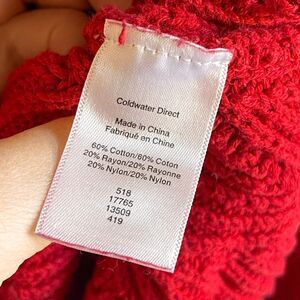 Coldwater Direct
Made in China
Fabriqué en Chine
60% Cotton/60% Coton
20% Rayon/20% Rayonne
20% Nylon/20% Nylon
518
17765
13509
419